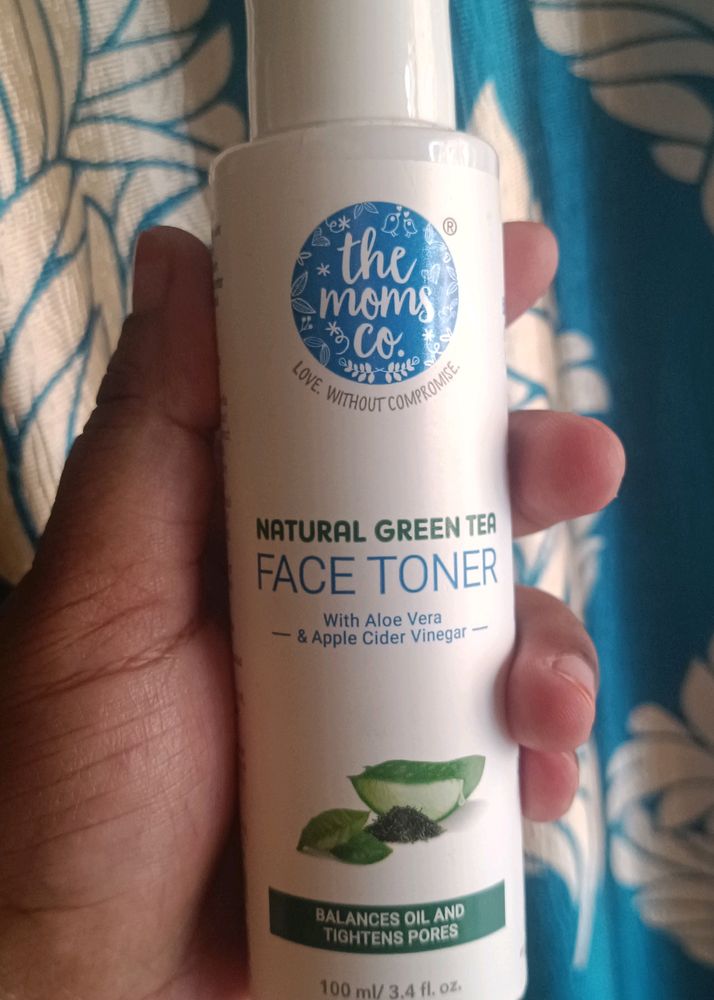 the
moms
co.
®
LOVE. WITHOUT COMPROMISE.
NATURAL GREEN TEA
FACE TONER
With Aloe Vera
— & Apple Cider Vinegar —
BALANCES OIL AND
TIGHTENS PORES
100 ml/ 3.4 fl. oz.